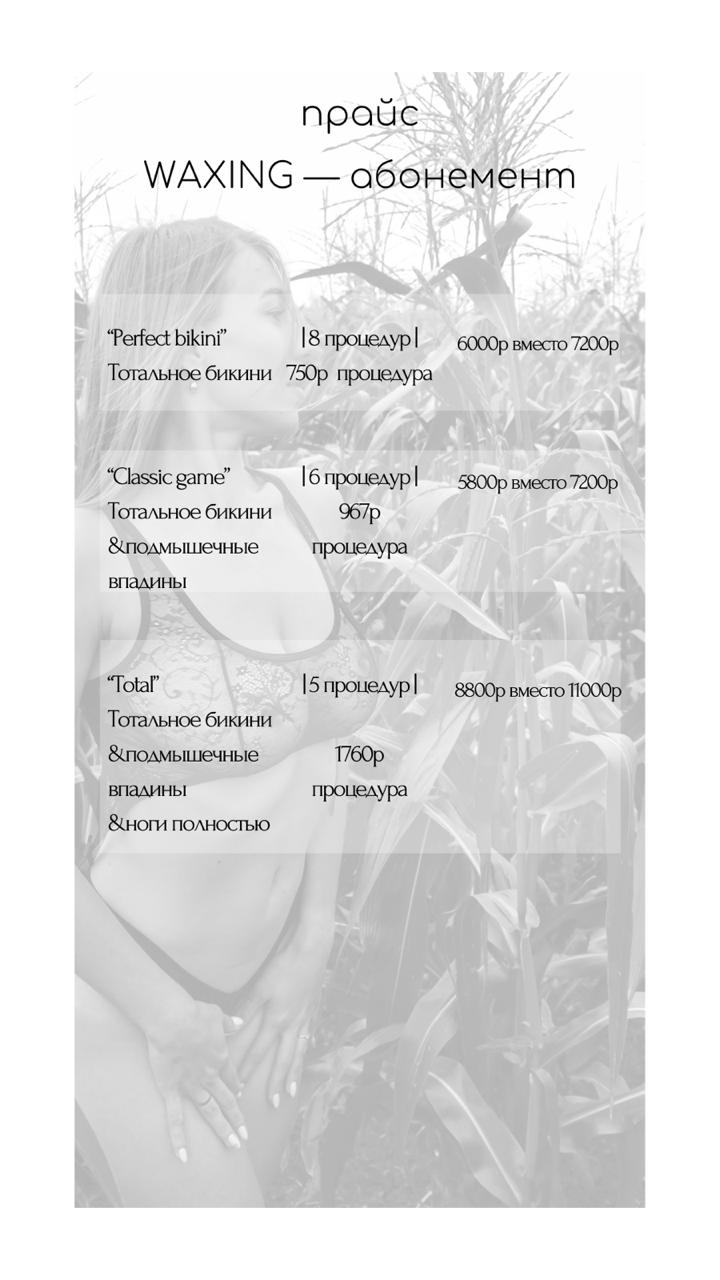 прайс
WAXING — абонемент
“Perfect bikini” |8 процедур| 6000р вместо 7200р
Тотальное бикини 750р процедура
“Classic game” |6 процедур| 5800р вместо 7200р
Тотальное бикини 967р
&подмышечные процедура
впадины
“Total” |5 процедур| 8800р вместо 11000р
Тотальное бикини
&подмышечные 1760р
впадины процедура
&ноги полностью